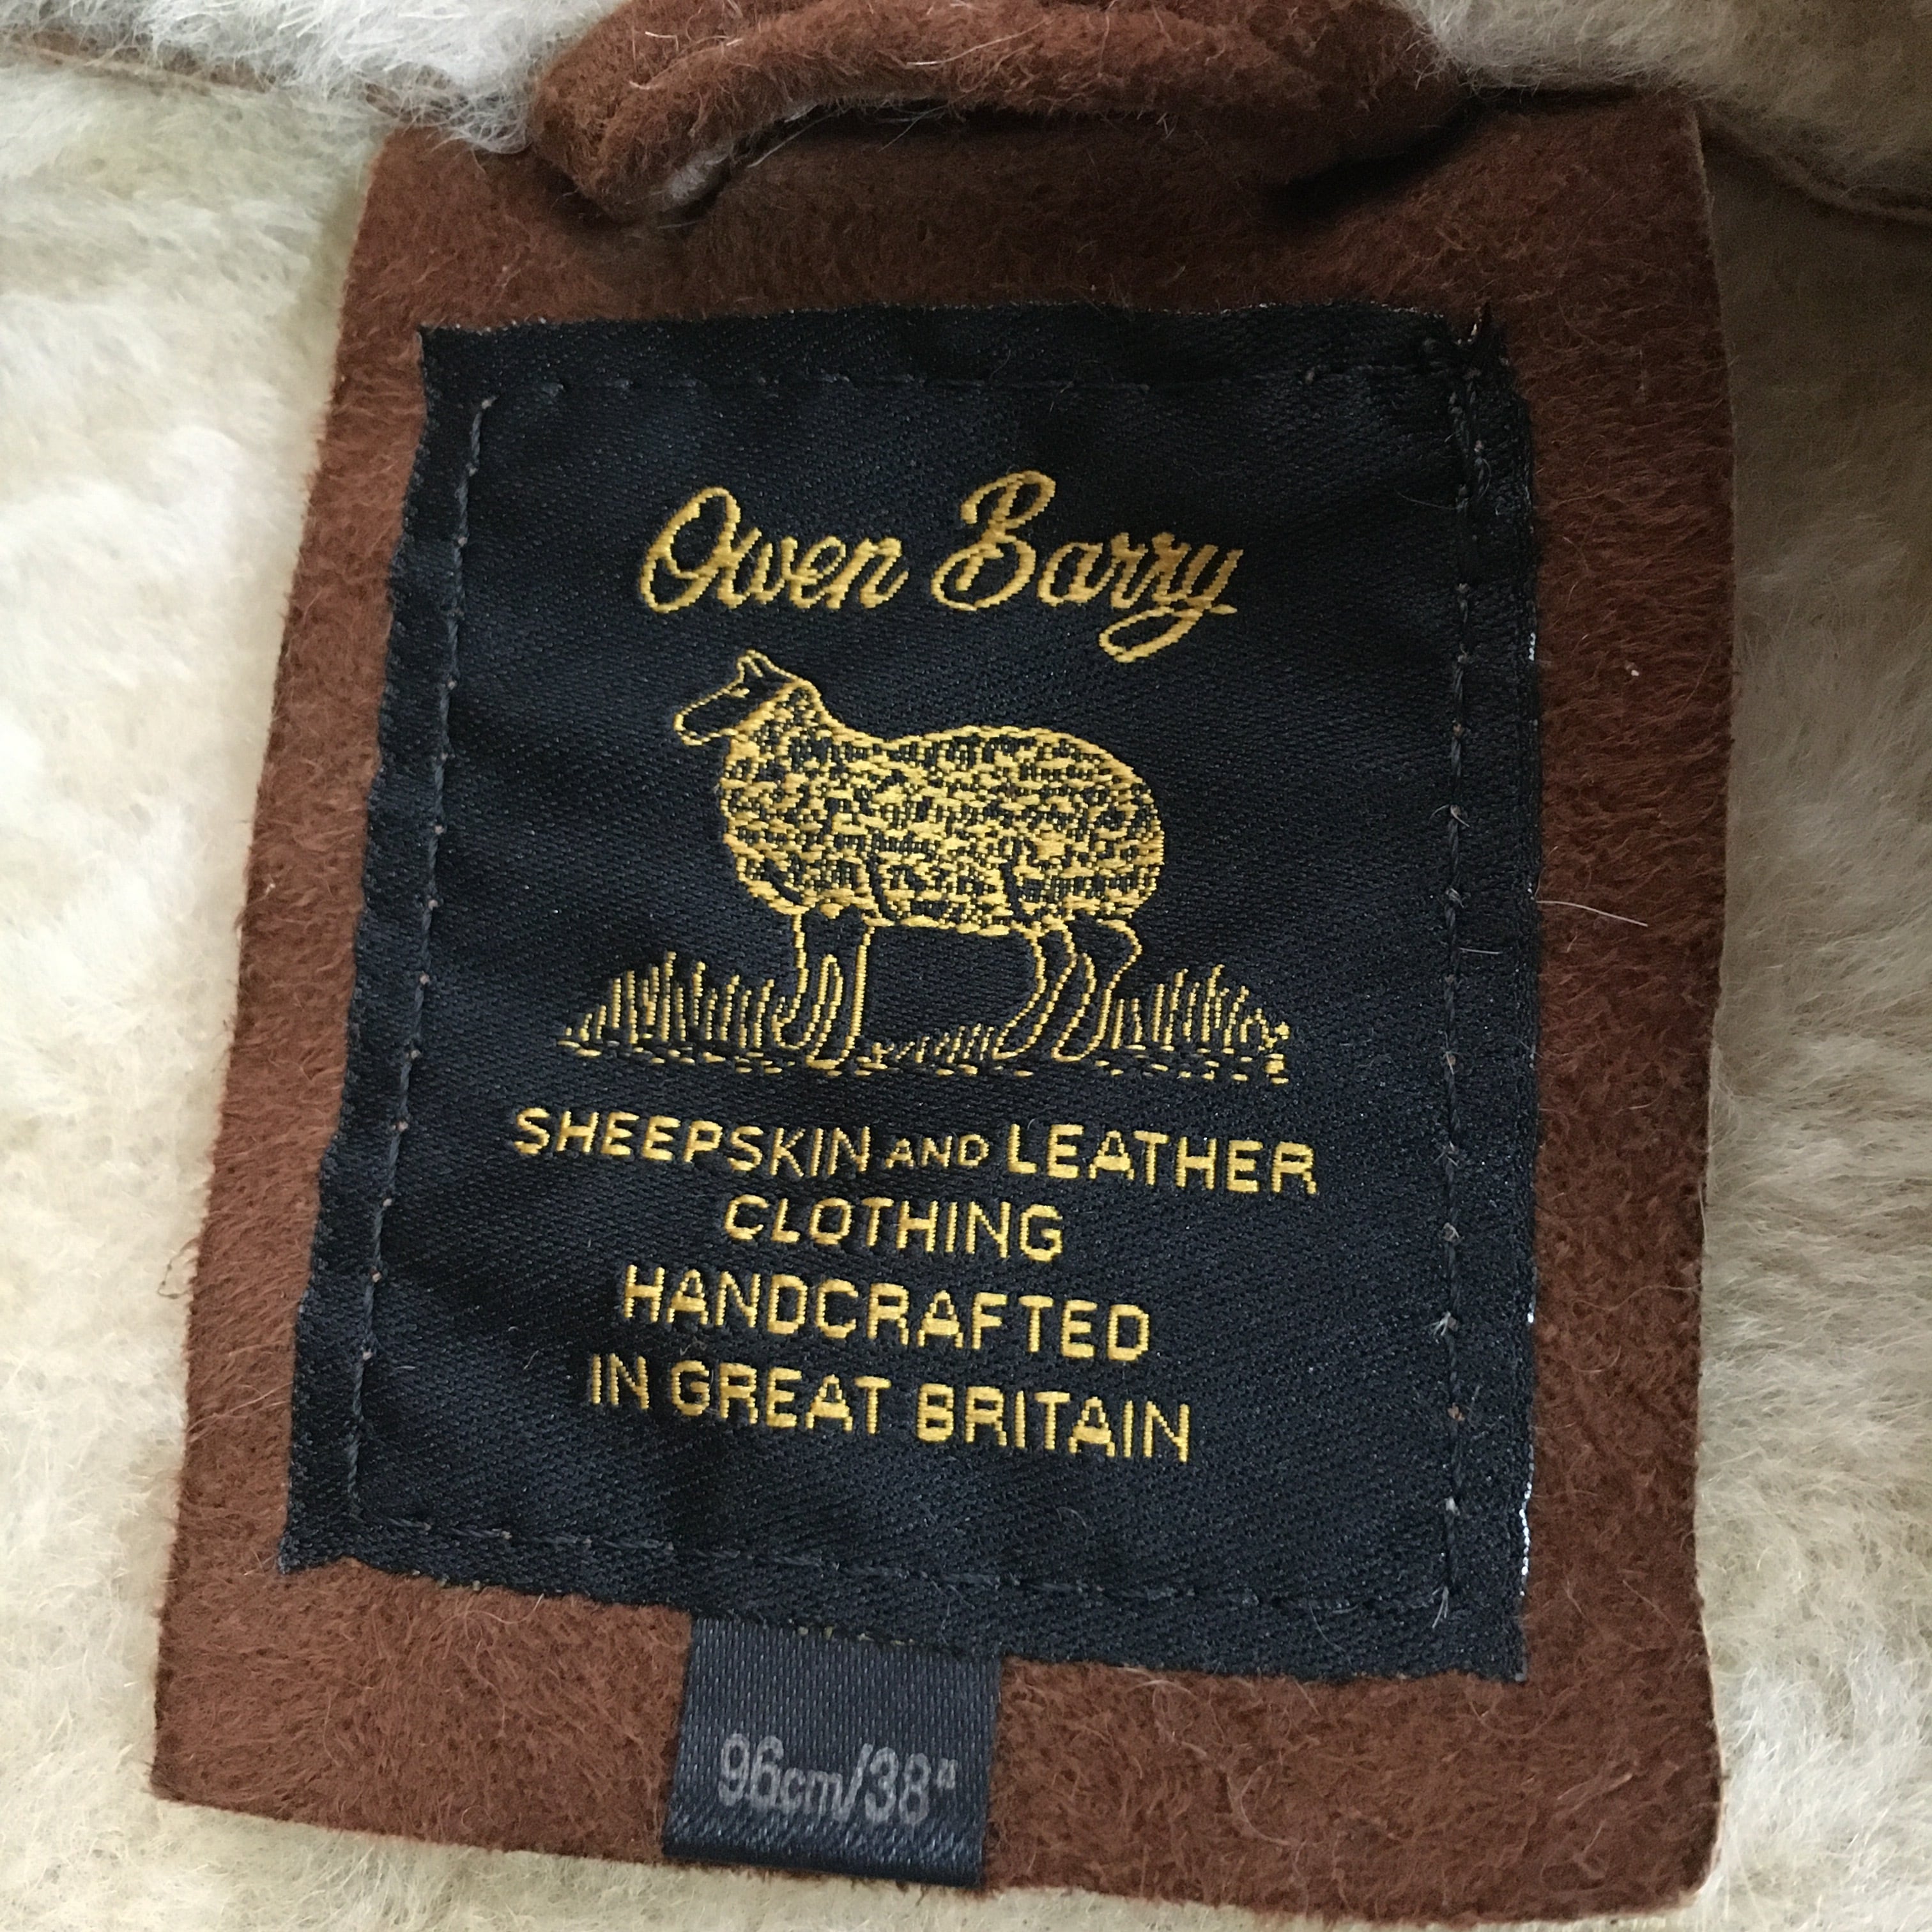 Owen Barry
SHEEPSKIN AND LEATHER
CLOTHING
HANDCRAFTED
IN GREAT BRITAIN
96cm/38"